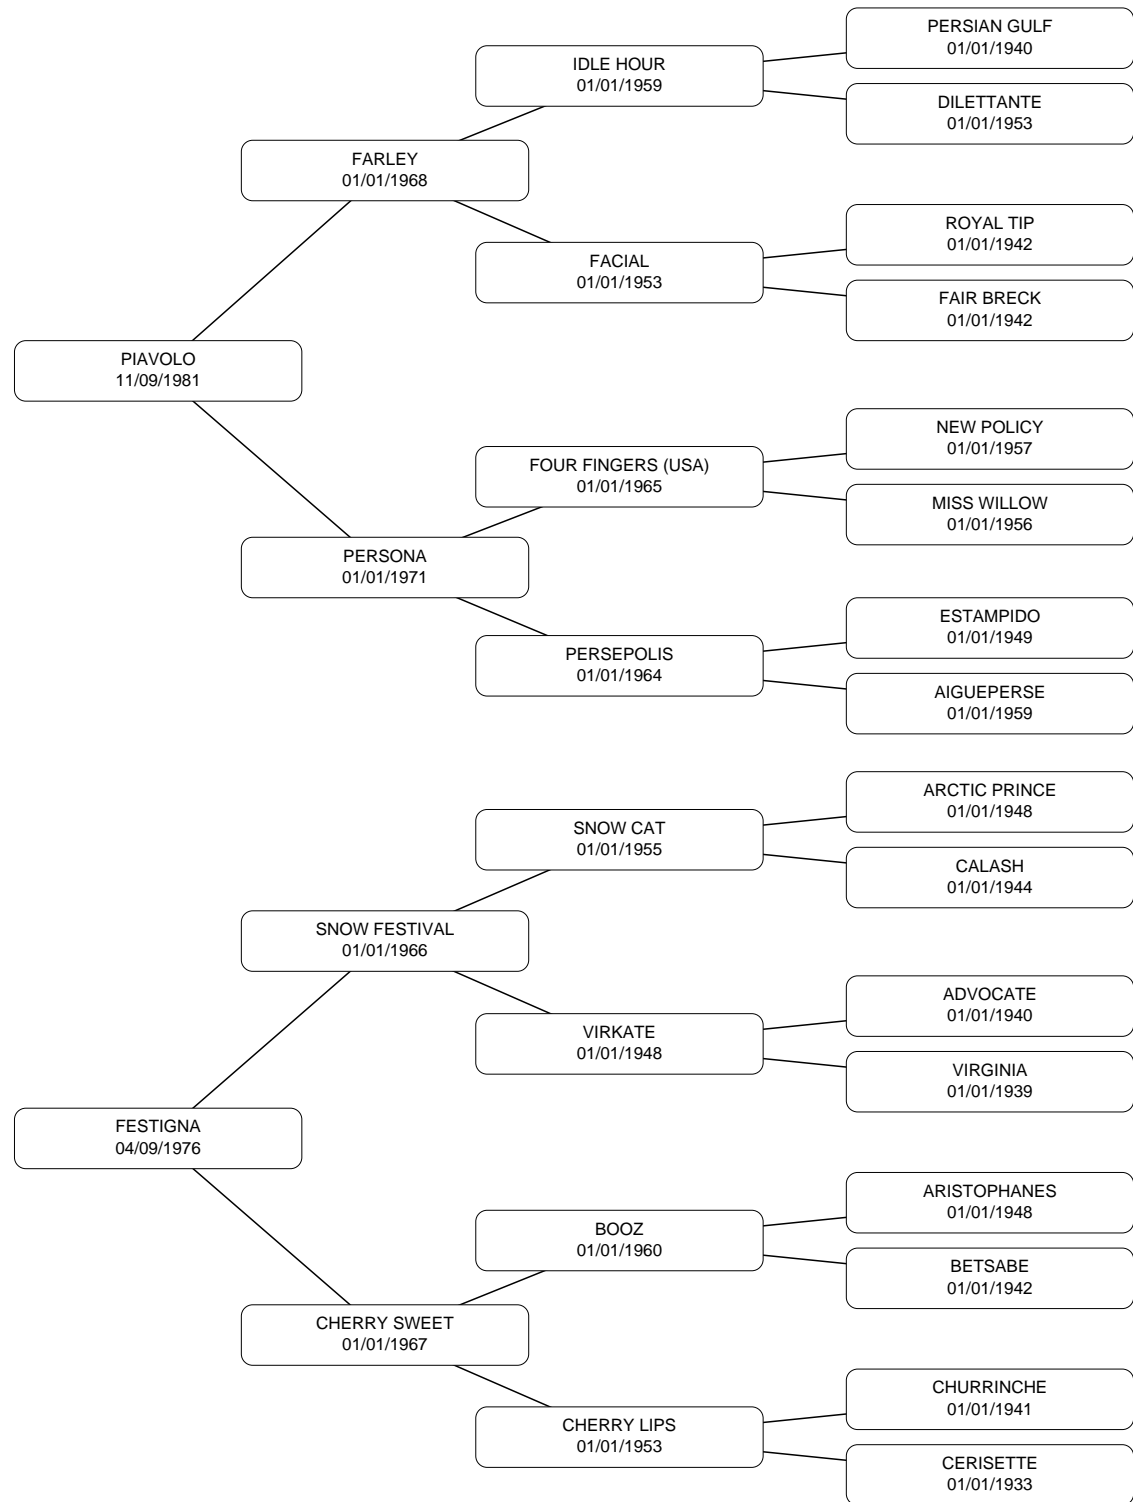 PERSIAN GULF
01/01/1940
IDLE HOUR
01/01/1959
DILETTANTE
01/01/1953
FARLEY
01/01/1968
ROYAL TIP
01/01/1942
FACIAL
01/01/1953
FAIR BRECK
01/01/1942
PIAVOLO
11/09/1981
NEW POLICY
01/01/1957
FOUR FINGERS (USA)
01/01/1965
MISS WILLOW
01/01/1956
PERSONA
01/01/1971
ESTAMPIDO
01/01/1949
PERSEPOLIS
01/01/1964
AIGUEPERSE
01/01/1959
ARCTIC PRINCE
01/01/1948
SNOW CAT
01/01/1955
CALASH
01/01/1944
SNOW FESTIVAL
01/01/1966
ADVOCATE
01/01/1940
VIRKATE
01/01/1948
VIRGINIA
01/01/1939
FESTIGNA
04/09/1976
ARISTOPHANES
01/01/1948
BOOZ
01/01/1960
BETSABE
01/01/1942
CHERRY SWEET
01/01/1967
CHURRINCHE
01/01/1941
CHERRY LIPS
01/01/1953
CERISETTE
01/01/1933